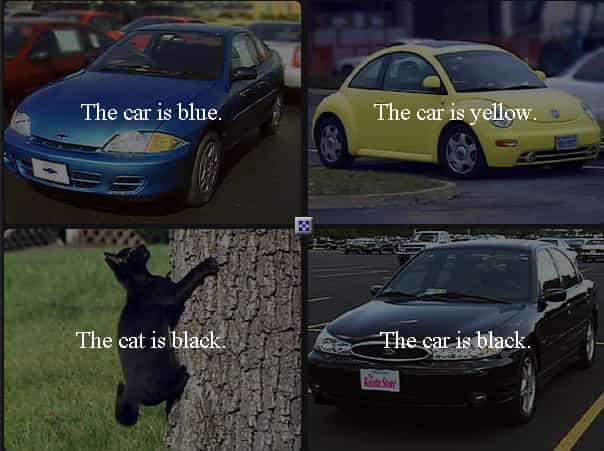 The car is blue.
The car is yellow.
The cat is black.
The car is black.